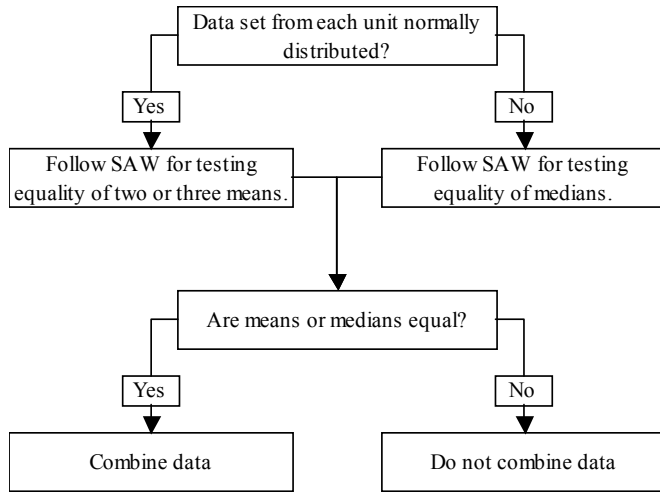 Data set from each unit normally
distributed?
Yes
No
Follow SAW for testing
equality of two or three means.
Follow SAW for testing
equality of medians.
Are means or medians equal?
Yes
No
Combine data
Do not combine data